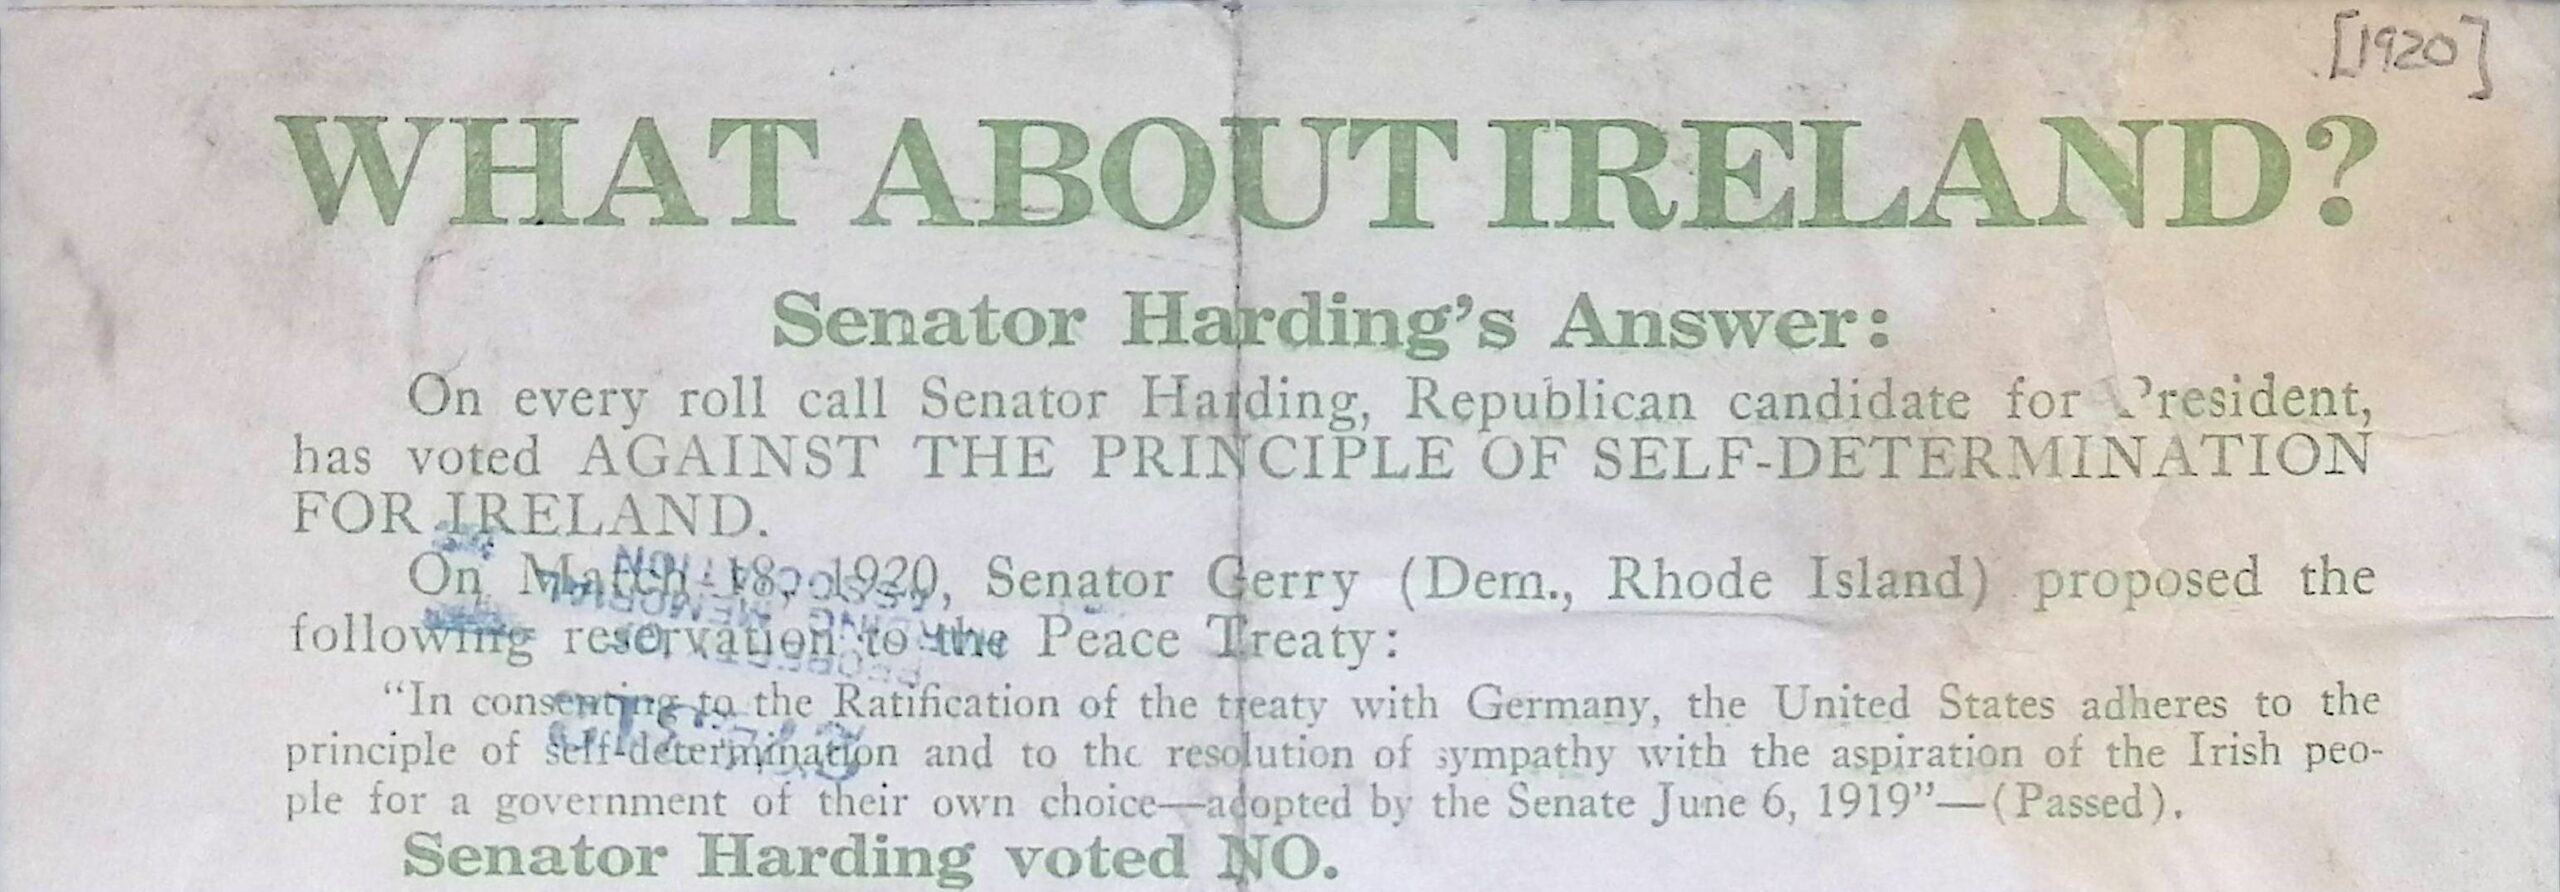 [1920]
WHAT ABOUT IRELAND?
Senator Harding's Answer:
On every roll call Senator Harding, Republican candidate for President,
has voted AGAINST THE PRINCIPLE OF SELF-DETERMINATION
FOR IRELAND.
On March 18, 1920, Senator Gerry (Dem., Rhode Island) proposed the
following reservation to the Peace Treaty:
"In consenting to the Ratification of the treaty with Germany, the United States adheres to the
principle of self-determination and to the resolution of sympathy with the aspiration of the Irish peo-
ple for a government of their own choice—adopted by the Senate June 6, 1919"—(Passed).
Senator Harding voted NO.